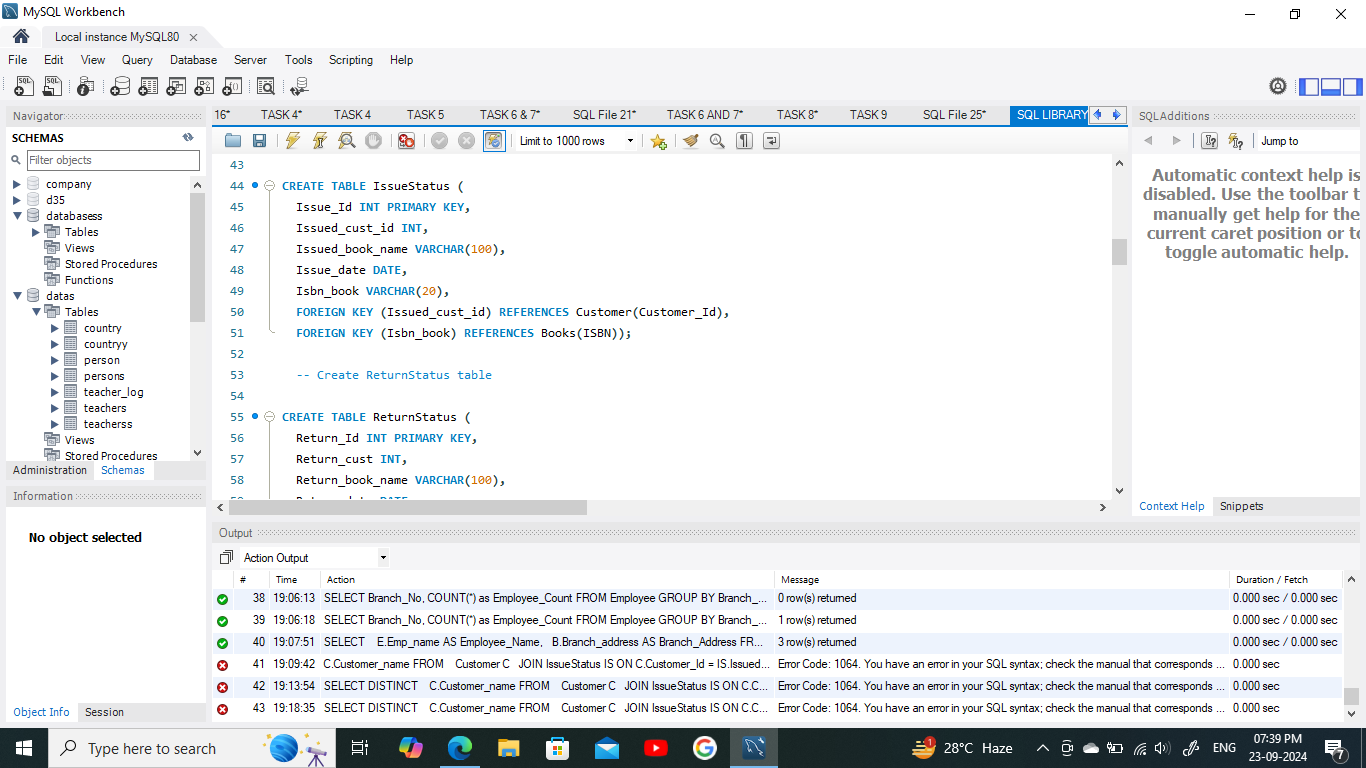 MySQL Workbench
Local instance MySQL80
File Edit View Query Database Server Tools Scripting Help
Navigator
SCHEMAS
Filter objects
company
d35
databasess
Tables
Views
Stored Procedures
Functions
datas
Tables
country
countryy
person
persons
teacher_log
teachers
teacherss
Views
Stored Procedures
Administration Schemas
Information
No object selected
Object Info Session
16* TASK 4* TASK 4 TASK 5 TASK 6 & 7* SQL File 21* TASK 6 AND 7* TASK 8* TASK 9 SQL File 25* SQL LIBRARY
Limit to 1000 rows
43
44 CREATE TABLE IssueStatus (
45 Issue_Id INT PRIMARY KEY,
46 Issued_cust_id INT,
47 Issued_book_name VARCHAR(100),
48 Issue_date DATE,
49 Isbn_book VARCHAR(20),
50 FOREIGN KEY (Issued_cust_id) REFERENCES Customer(Customer_Id),
51 FOREIGN KEY (Isbn_book) REFERENCES Books(ISBN));
52
53 -- Create ReturnStatus table
54
55 CREATE TABLE ReturnStatus (
56 Return_Id INT PRIMARY KEY,
57 Return_cust INT,
58 Return_book_name VARCHAR(100),
SQLAdditions
Jump to
Automatic context help is
disabled. Use the toolbar t
manually get help for the
current caret position or to
toggle automatic help.
Context Help Snippets
Output
Action Output
# Time Action Message Duration / Fetch
38 19:06:13 SELECT Branch_No, COUNT(*) as Employee_Count FROM Employee GROUP BY Branch_... 0 row(s) returned 0.000 sec / 0.000 sec
39 19:06:18 SELECT Branch_No, COUNT(*) as Employee_Count FROM Employee GROUP BY Branch_... 1 row(s) returned 0.000 sec / 0.000 sec
40 19:07:51 SELECT E.Emp_name AS Employee_Name, B.Branch_address AS Branch_Address FR... 3 row(s) returned 0.000 sec / 0.000 sec
41 19:09:42 C.Customer_name FROM Customer C JOIN IssueStatus IS ON C.Customer_Id = IS.Issued... Error Code: 1064. You have an error in your SQL syntax; check the manual that corresponds ... 0.000 sec
42 19:13:54 SELECT DISTINCT C.Customer_name FROM Customer C JOIN IssueStatus IS ON C.C... Error Code: 1064. You have an error in your SQL syntax; check the manual that corresponds ... 0.000 sec
43 19:18:35 SELECT DISTINCT C.Customer_name FROM Customer C JOIN IssueStatus IS ON C.C... Error Code: 1064. You have an error in your SQL syntax; check the manual that corresponds ... 0.000 sec
Type here to search
1
28°C Haze
ENG
07:39 PM
23-09-2024
7